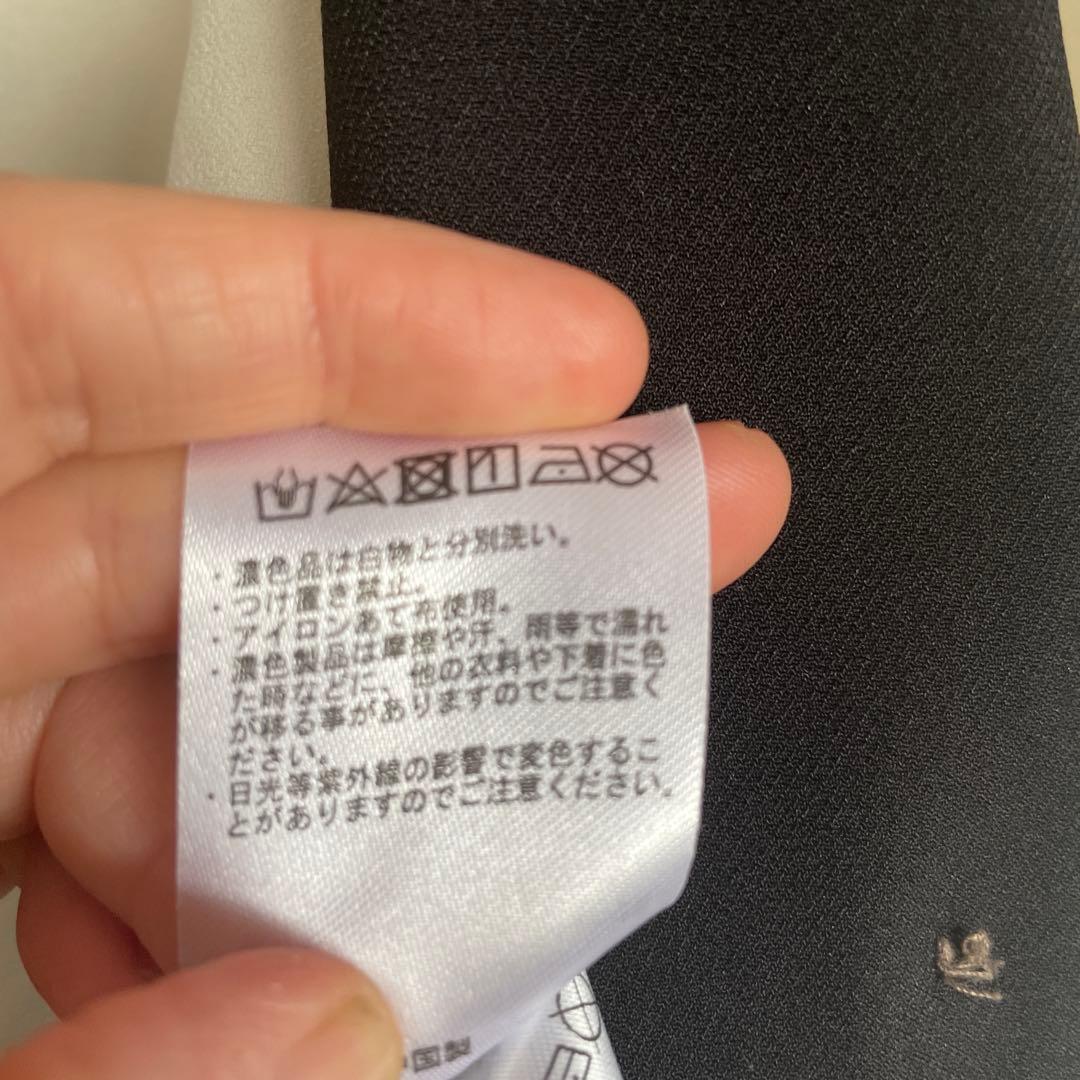 ・濃色品は白物と分別洗い。
・つけ置き禁止。
・アイロンあて布使用。
・濃色製品は摩擦や汗、雨等で濡れ
た時などに、他の衣料や下着に色
が移る事がありますのでご注意く
ださい。
・日光等紫外線の影響で変色するこ
とがありますのでご注意ください。
国製